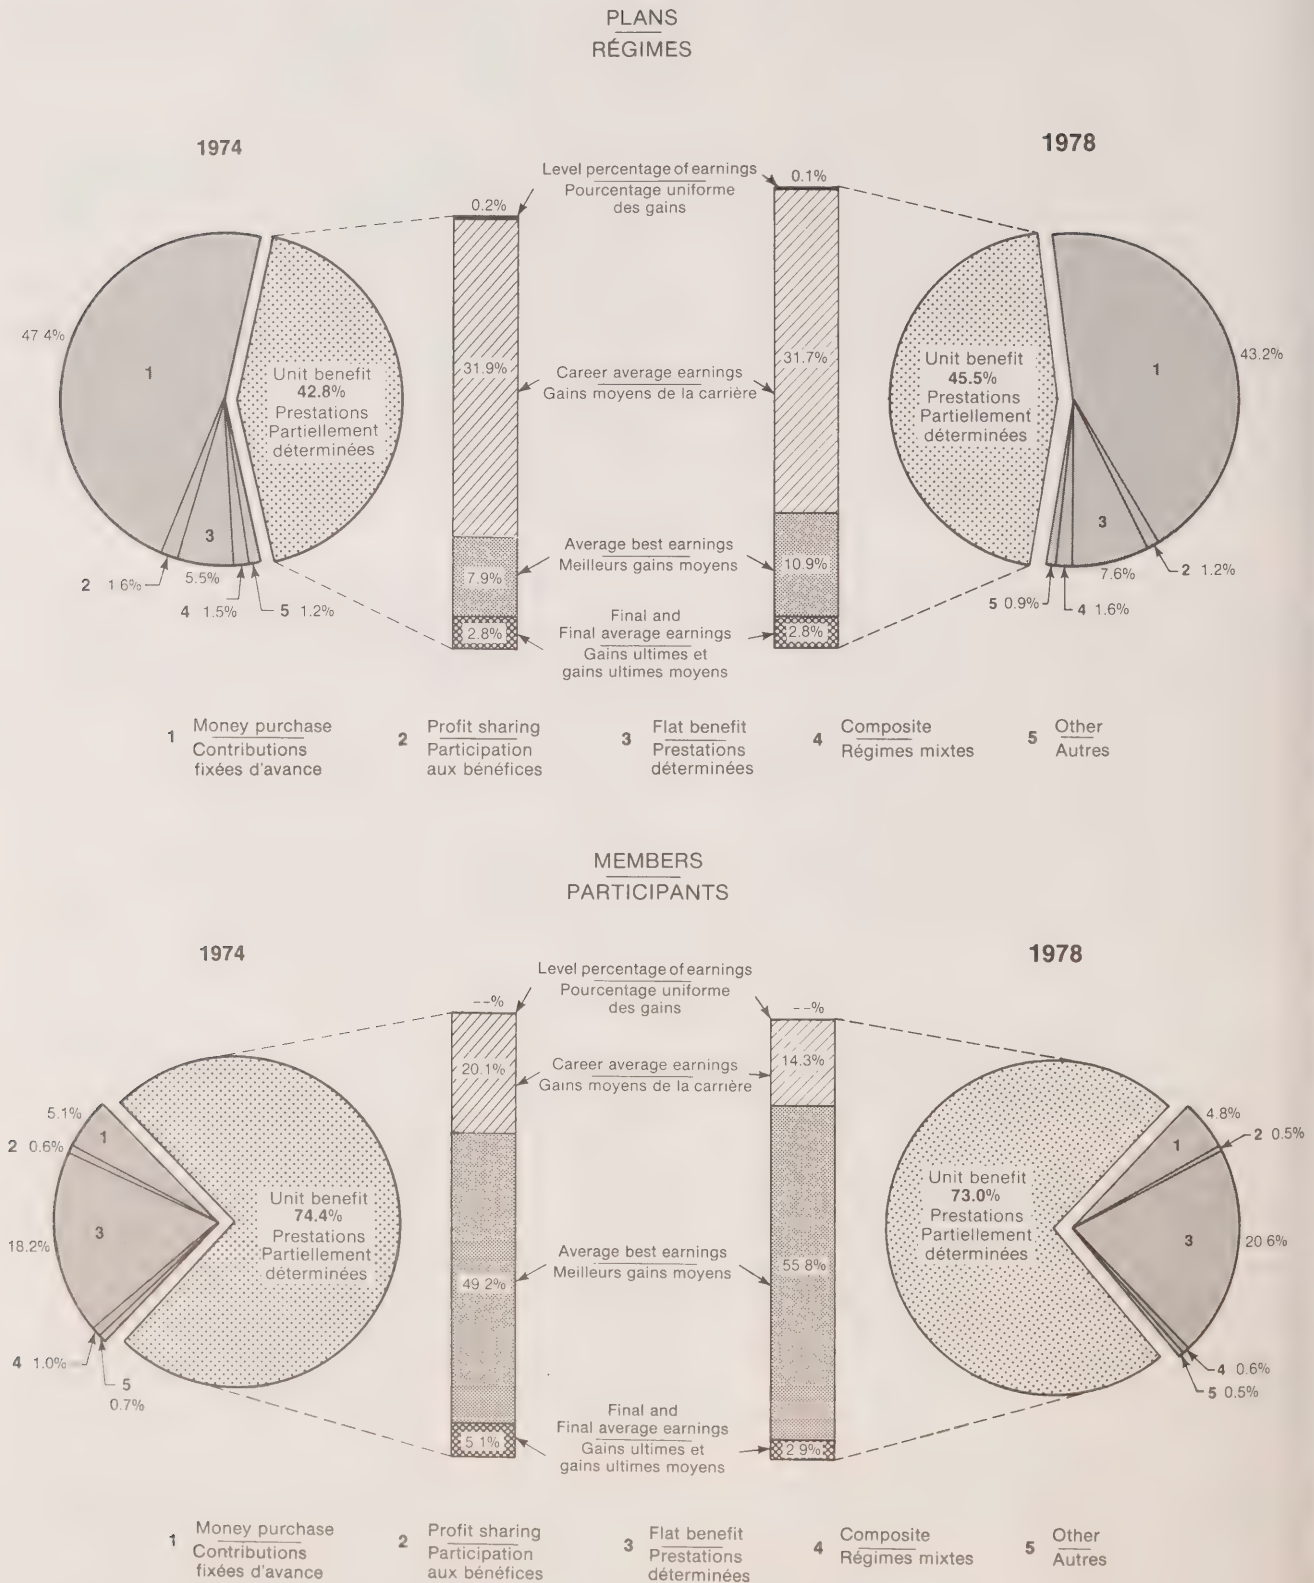 PLANS
RÉGIMES
1974
1978
Level percentage of earnings
Pourcentage uniforme
des gains
0.2%
0.1%
47.4%
1
Unit benefit
42.8%
Prestations
Partiellement
déterminées
31.9%
Career average earnings
Gains moyens de la carrière
31.7%
Unit benefit
45.5%
Prestations
Partiellement
déterminées
1
43.2%
3
Average best earnings
Meilleurs gains moyens
7.9%
10.9%
3
2 1.6%
5.5%
4 1.5%
5 1.2%
Final and
Final average earnings
Gains ultimes et
gains ultimes moyens
2.8%
2.8%
5 0.9%
4 1.6%
7.6%
2 1.2%
1 Money purchase
Contributions
fixées d'avance
2 Profit sharing
Participation
aux bénéfices
3 Flat benefit
Prestations
déterminées
4 Composite
Régimes mixtes
5 Other
Autres
MEMBERS
PARTICIPANTS
1974
1978
Level percentage of earnings
Pourcentage uniforme
des gains
--%
--%
20.1%
Career average earnings
Gains moyens de la carrière
14.3%
5.1%
1
2 0.6%
3
18.2%
4 1.0%
5
0.7%
Unit benefit
74.4%
Prestations
Partiellement
déterminées
49.2%
Average best earnings
Meilleurs gains moyens
55.8%
Unit benefit
73.0%
Prestations
Partiellement
déterminées
4.8%
1
2 0.5%
3
20.6%
4 0.6%
5 0.5%
5.1%
Final and
Final average earnings
Gains ultimes et
gains ultimes moyens
2.9%
1 Money purchase
Contributions
fixées d'avance
2 Profit sharing
Participation
aux bénéfices
3 Flat benefit
Prestations
déterminées
4 Composite
Régimes mixtes
5 Other
Autres